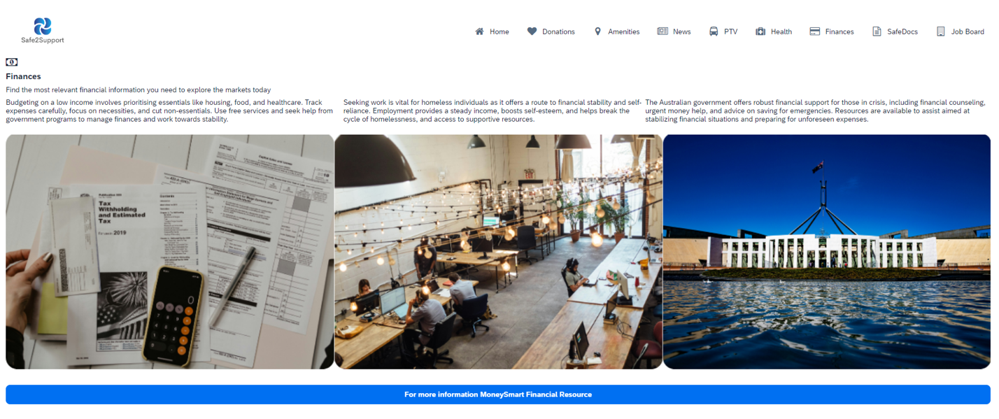 Safe2Support
Home
Donations
Amenities
News
PTV
Health
Finances
SafeDocs
Job Board
Finances
Find the most relevant financial information you need to explore the markets today
Budgeting on a low income involves prioritising essentials like housing, food, and healthcare. Track
expenses carefully, focus on necessities, and cut non-essentials. Use free services and seek help from
government programs to manage finances and work towards stability.
Seeking work is vital for homeless individuals as it offers a route to financial stability and self-
reliance. Employment provides a steady income, boosts self-esteem, and helps break the
cycle of homelessness, and access to supportive resources.
The Australian government offers robust financial support for those in crisis, including financial counseling,
urgent money help, and advice on saving for emergencies. Resources are available to assist aimed at
stabilizing financial situations and preparing for unforeseen expenses.
Tax
Withholding
and Estimated
Tax
2019
Contents
0
For more information MoneySmart Financial Resource